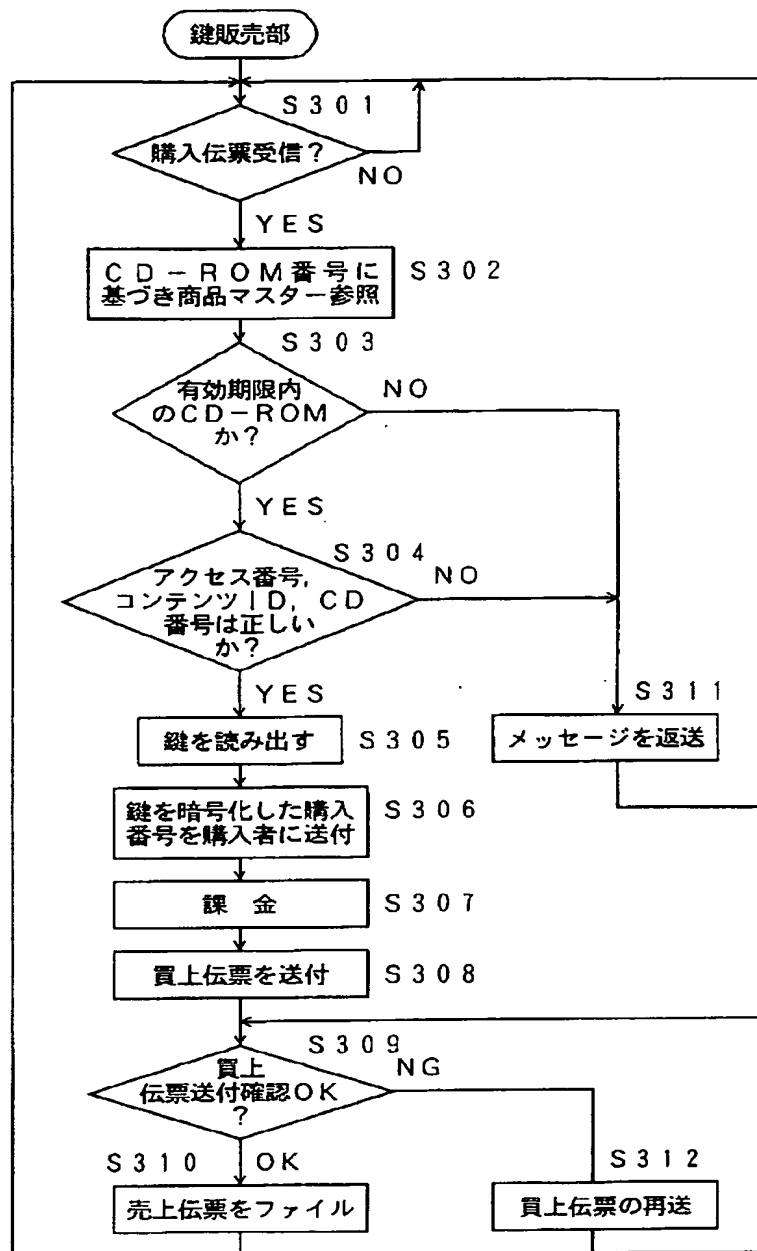 鍵販売部
S301
購入伝票受信？
NO
YES
CD－ROM番号に
基づき商品マスター参照
S302
S303
有効期限内
のCD－ROM
か？
NO
YES
S304
アクセス番号，
コンテンツID，CD
番号は正しい
か？
NO
YES
S311
鍵を読み出す
S305
メッセージを返送
鍵を暗号化した購入
番号を購入者に送付
S306
課　金
S307
買上伝票を送付
S308
S309
買上
伝票送付確認OK
？
NG
S310
OK
S312
売上伝票をファイル
買上伝票の再送